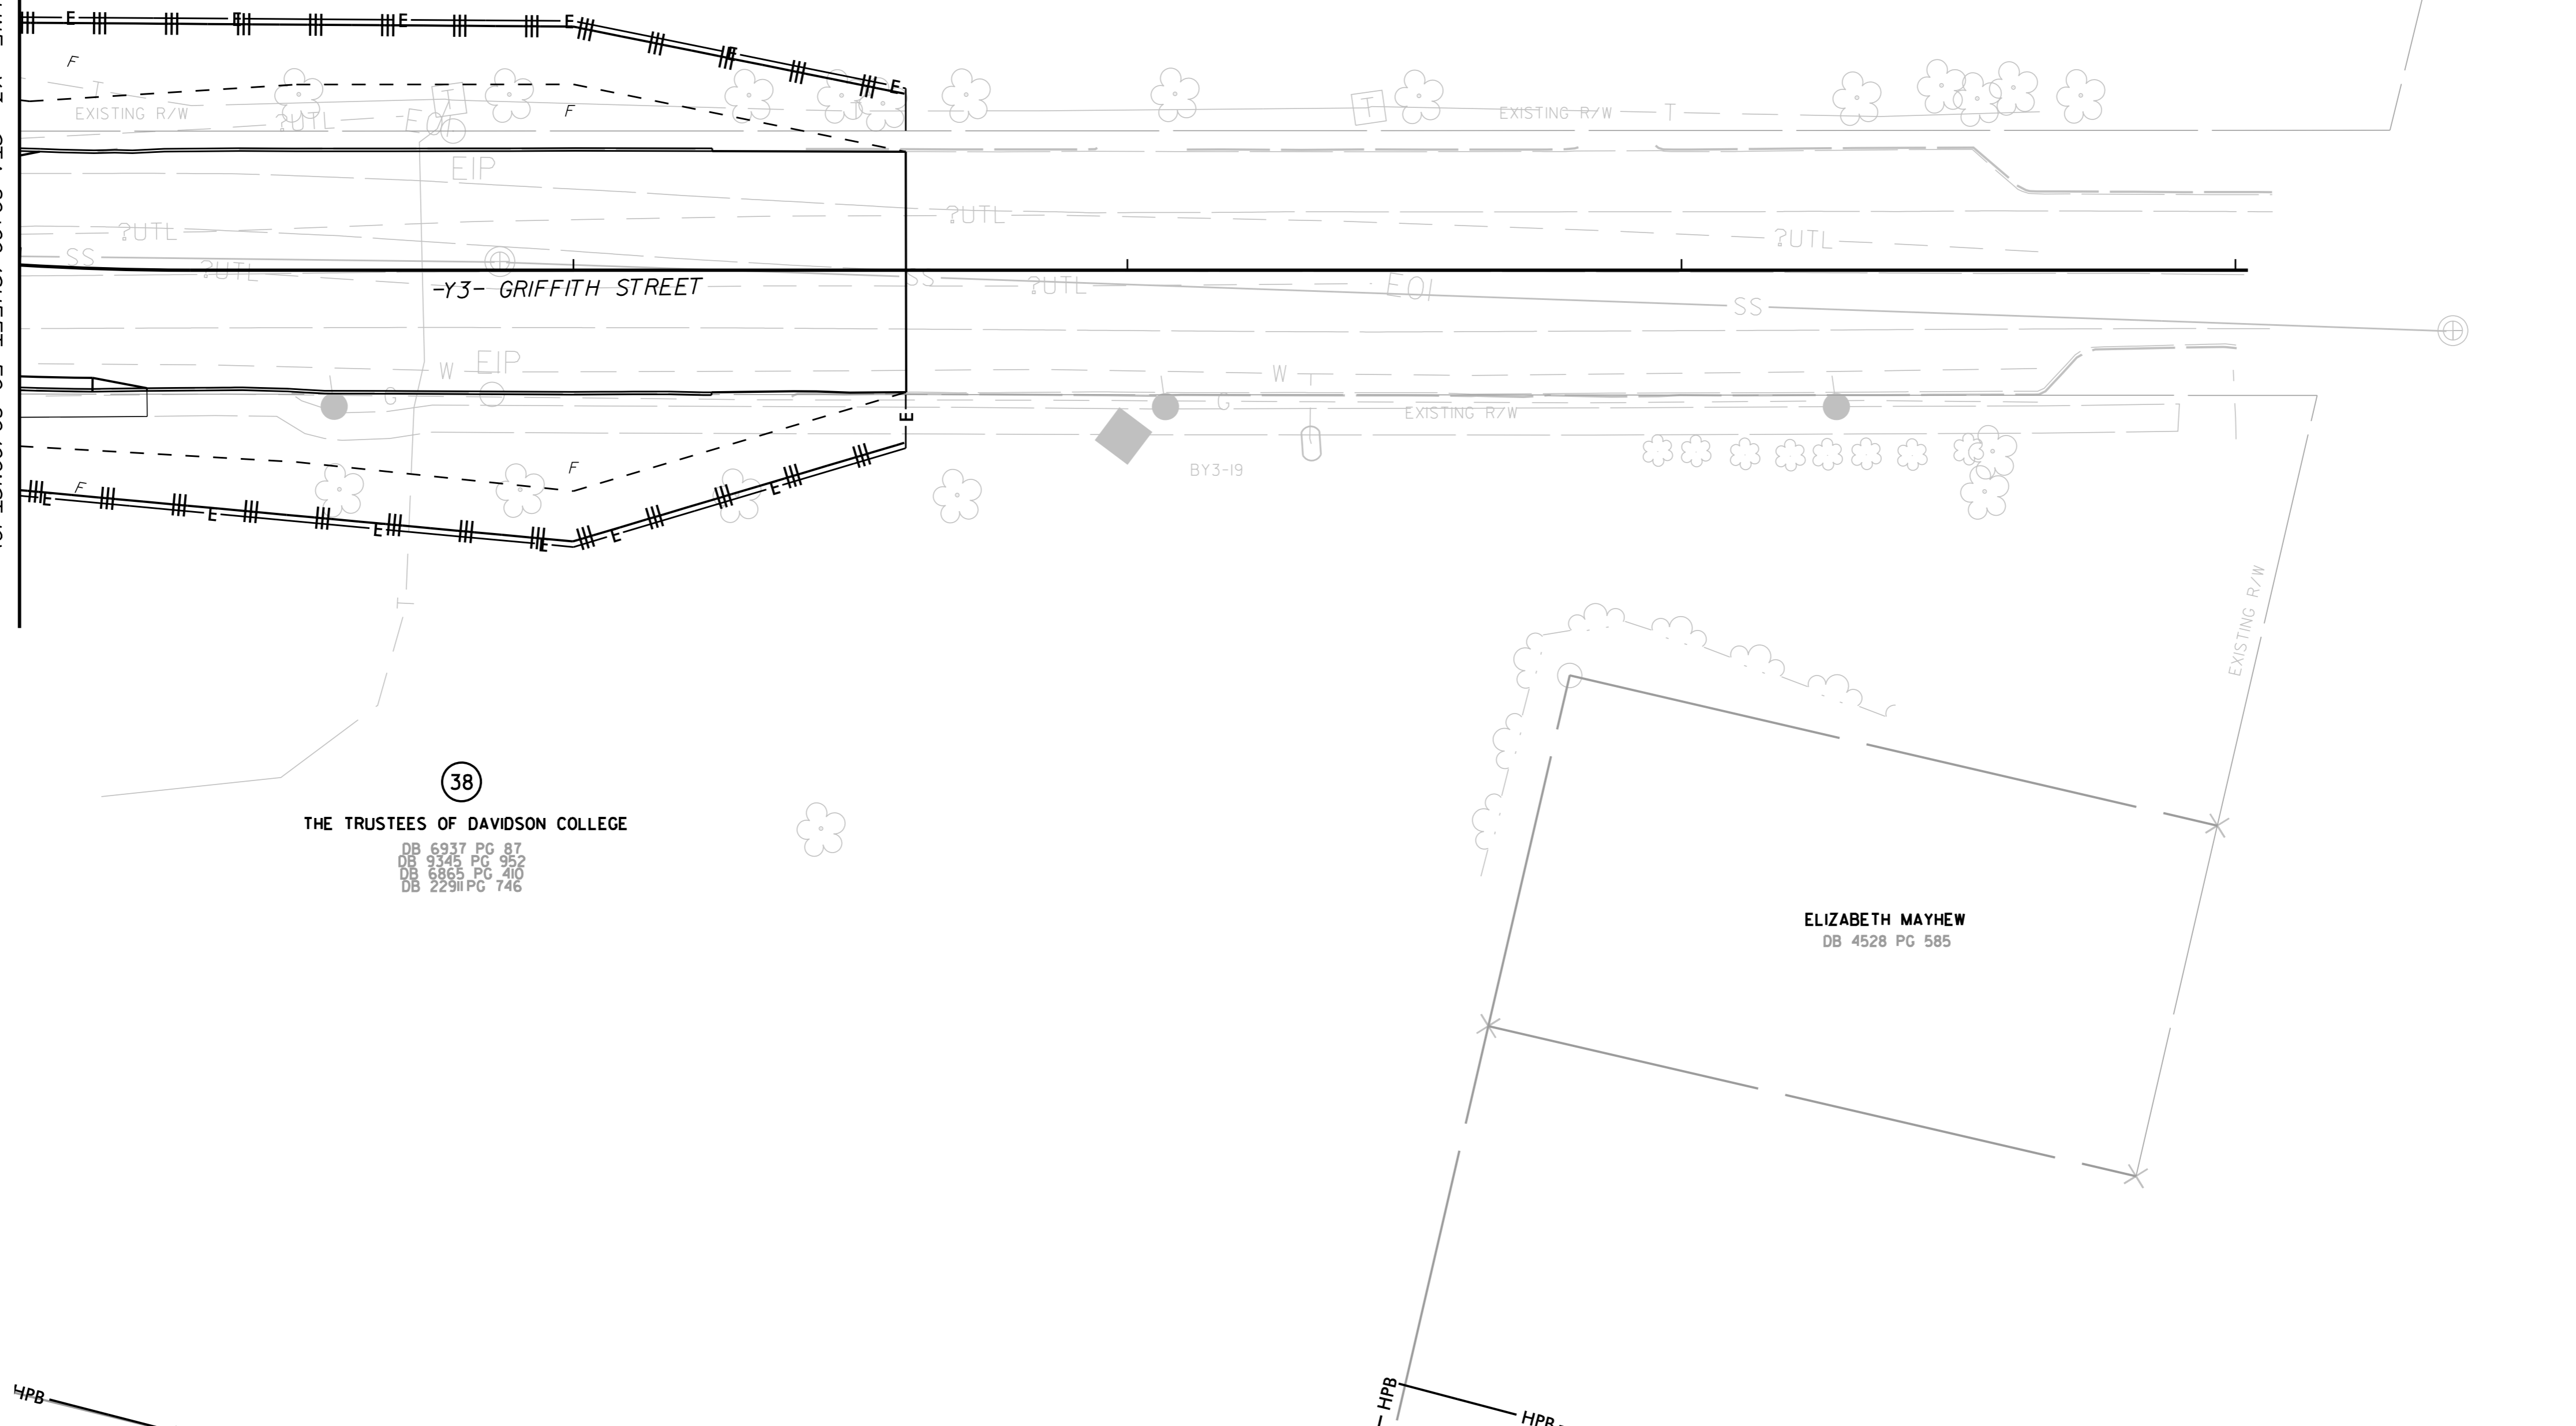 E E E E
E
E
F
T
T
F
EXISTING R/W
?UTL
EOI
T
EXISTING R/W
T
EIP
?UTL
?UTL
?UTL
SS
?UTL
SS
?UTL
EOI
-Y3- GRIFFITH STREET
SS
W
EIP
W
G
G
E
EXISTING R/W
F
BY3-19
F
E
E
E
E
E
E
T
EXISTING R/W
38
THE TRUSTEES OF DAVIDSON COLLEGE
DB 6937 PG 87
DB 9345 PG 952
DB 6865 PG 410
DB 22911 PG 746
ELIZABETH MAYHEW
DB 4528 PG 585
HPB
HPB
HPB